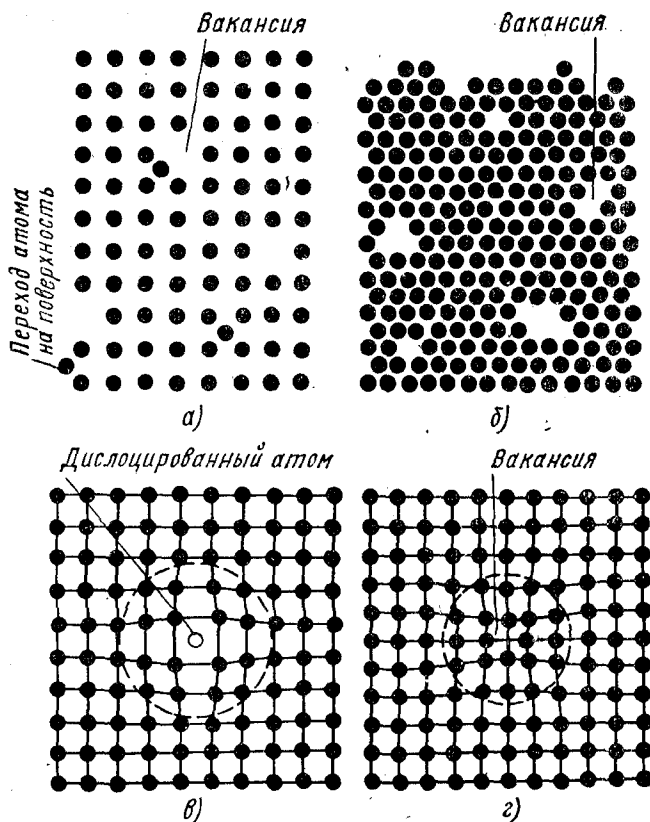 Вакансия
Вакансия
Переход атома
на поверхность
а)
б)
Дислоцированный атом
Вакансия
в)
г)